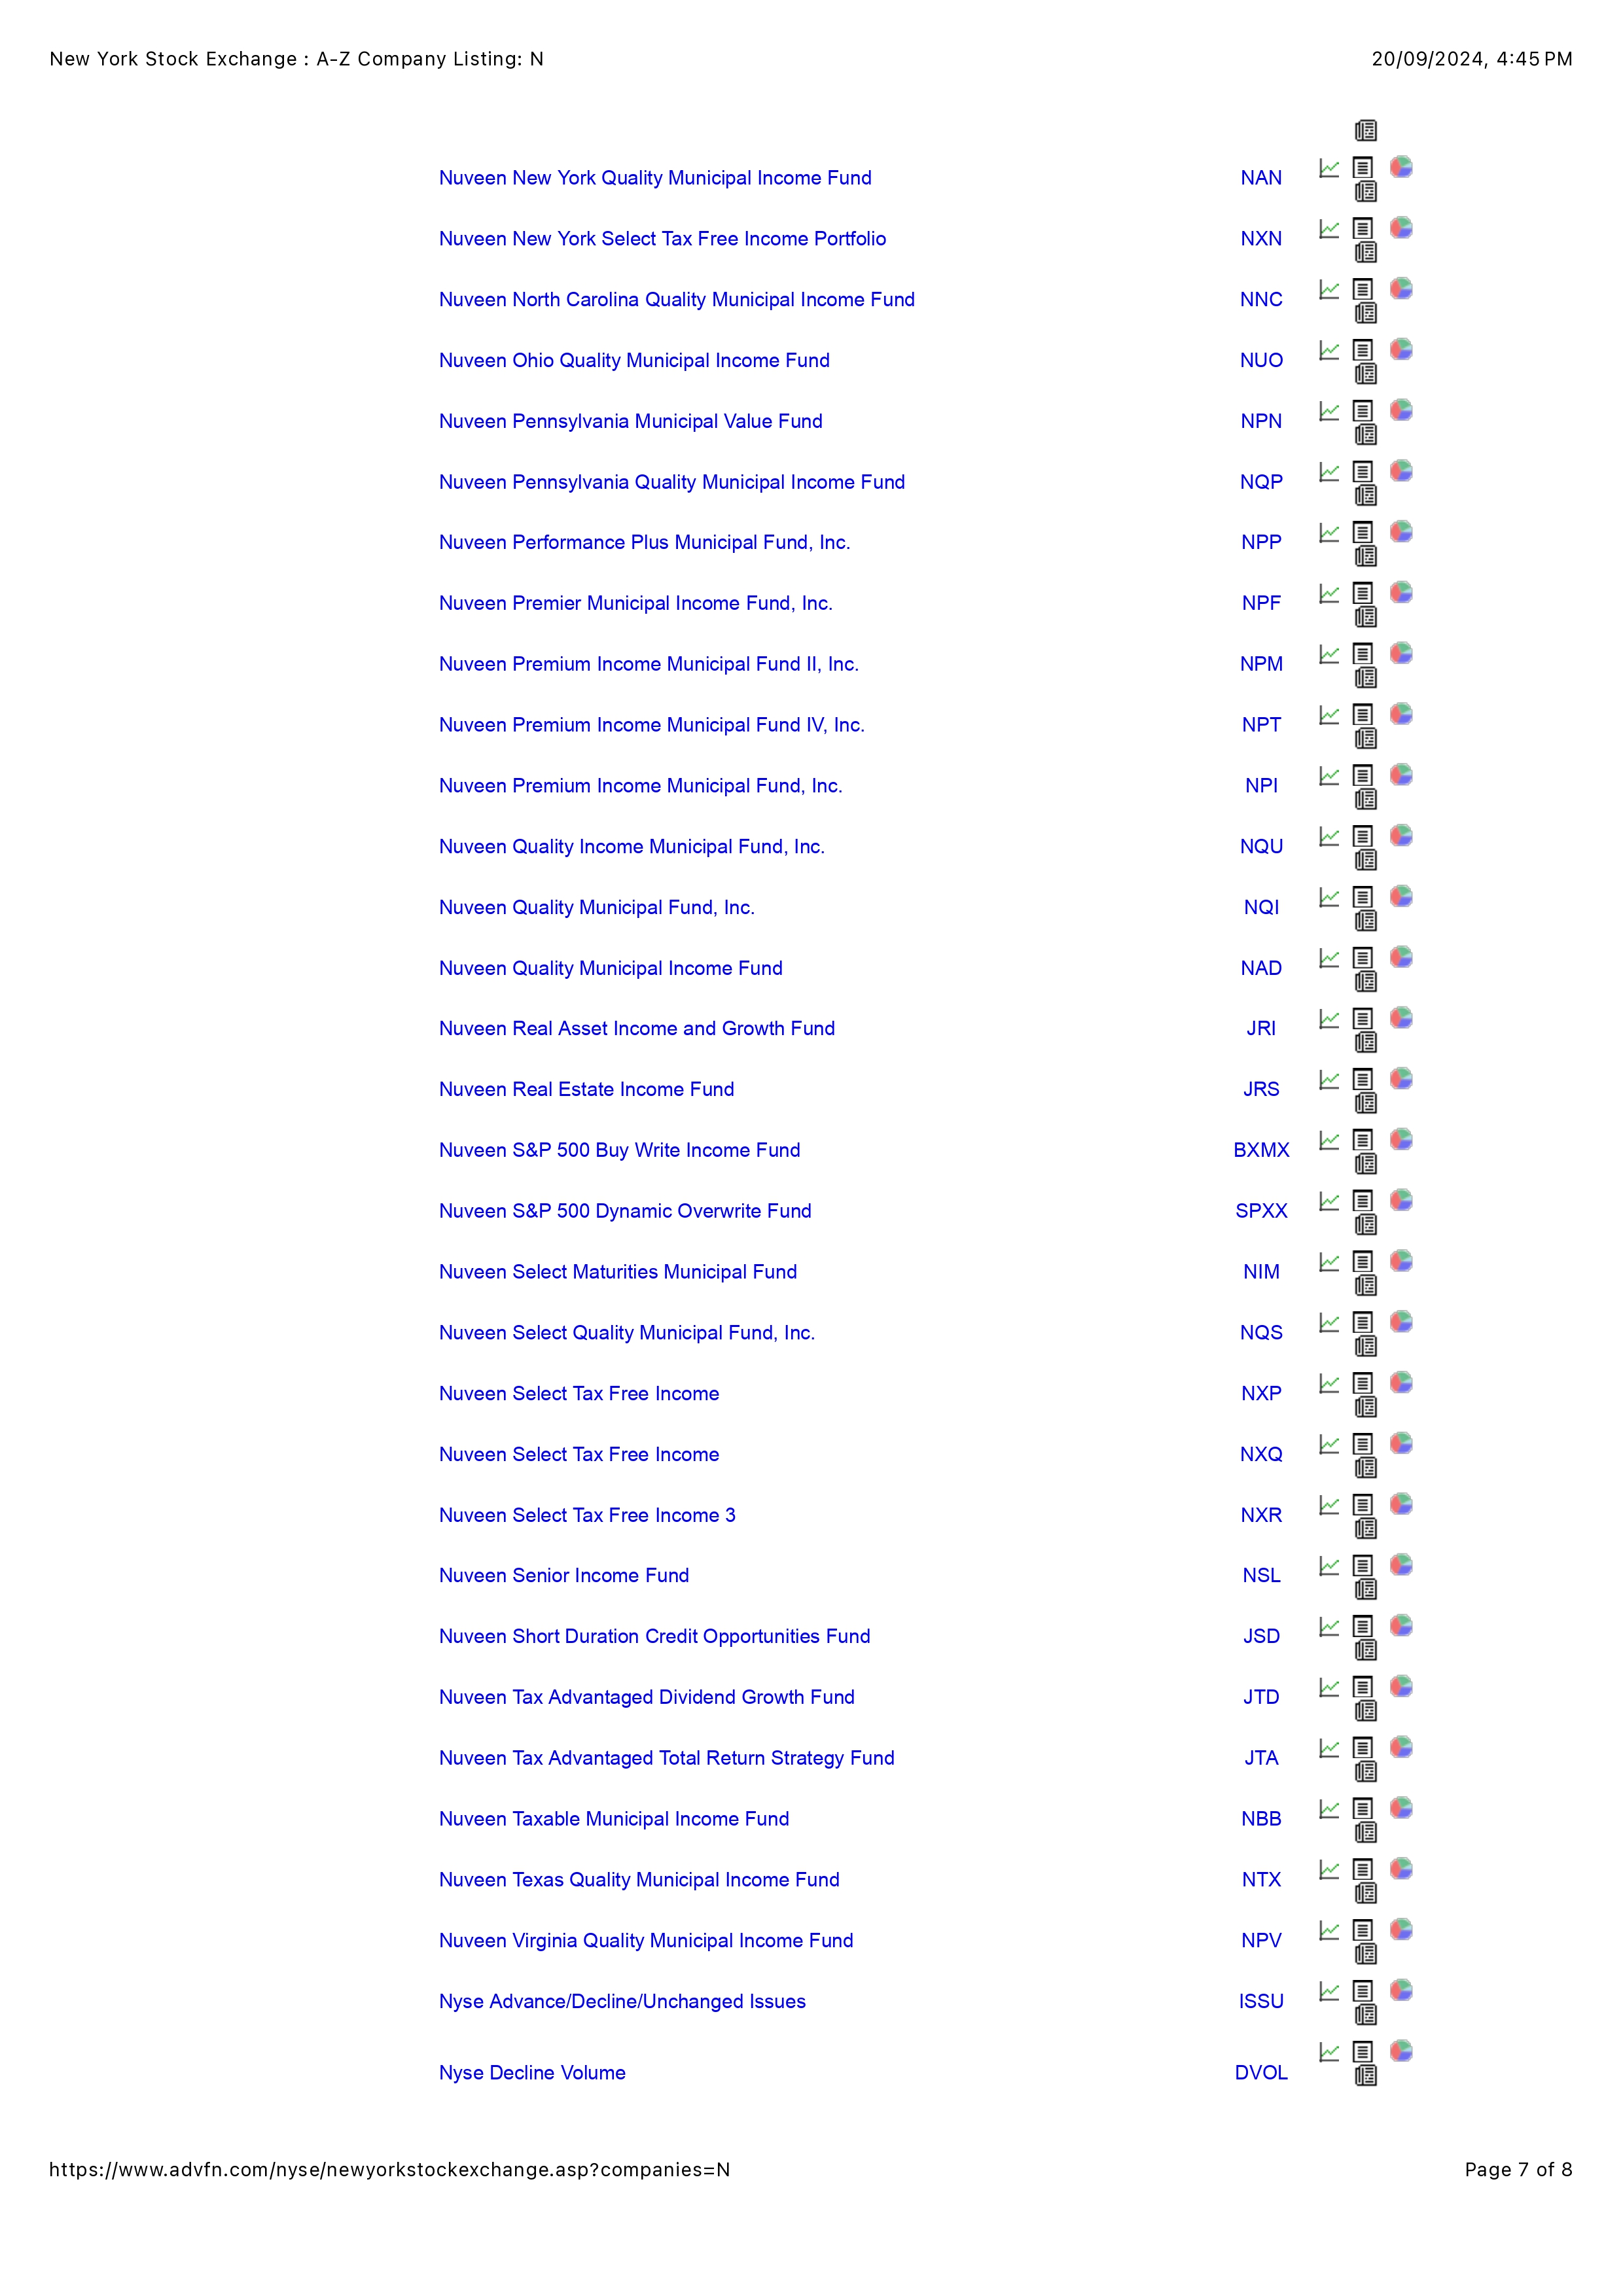 New York Stock Exchange : A-Z Company Listing: N 20/09/2024, 4:45 PM
Nuveen New York Quality Municipal Income Fund NAN
Nuveen New York Select Tax Free Income Portfolio NXN
Nuveen North Carolina Quality Municipal Income Fund NNC
Nuveen Ohio Quality Municipal Income Fund NUO
Nuveen Pennsylvania Municipal Value Fund NPN
Nuveen Pennsylvania Quality Municipal Income Fund NQP
Nuveen Performance Plus Municipal Fund, Inc. NPP
Nuveen Premier Municipal Income Fund, Inc. NPF
Nuveen Premium Income Municipal Fund II, Inc. NPM
Nuveen Premium Income Municipal Fund IV, Inc. NPT
Nuveen Premium Income Municipal Fund, Inc. NPI
Nuveen Quality Income Municipal Fund, Inc. NQU
Nuveen Quality Municipal Fund, Inc. NQI
Nuveen Quality Municipal Income Fund NAD
Nuveen Real Asset Income and Growth Fund JRI
Nuveen Real Estate Income Fund JRS
Nuveen S&P 500 Buy Write Income Fund BXMX
Nuveen S&P 500 Dynamic Overwrite Fund SPXX
Nuveen Select Maturities Municipal Fund NIM
Nuveen Select Quality Municipal Fund, Inc. NQS
Nuveen Select Tax Free Income NXP
Nuveen Select Tax Free Income NXQ
Nuveen Select Tax Free Income 3 NXR
Nuveen Senior Income Fund NSL
Nuveen Short Duration Credit Opportunities Fund JSD
Nuveen Tax Advantaged Dividend Growth Fund JTD
Nuveen Tax Advantaged Total Return Strategy Fund JTA
Nuveen Taxable Municipal Income Fund NBB
Nuveen Texas Quality Municipal Income Fund NTX
Nuveen Virginia Quality Municipal Income Fund NPV
Nyse Advance/Decline/Unchanged Issues ISSU
Nyse Decline Volume DVOL
https://www.advfn.com/nyse/newyorkstockexchange.asp?companies=N Page 7 of 8